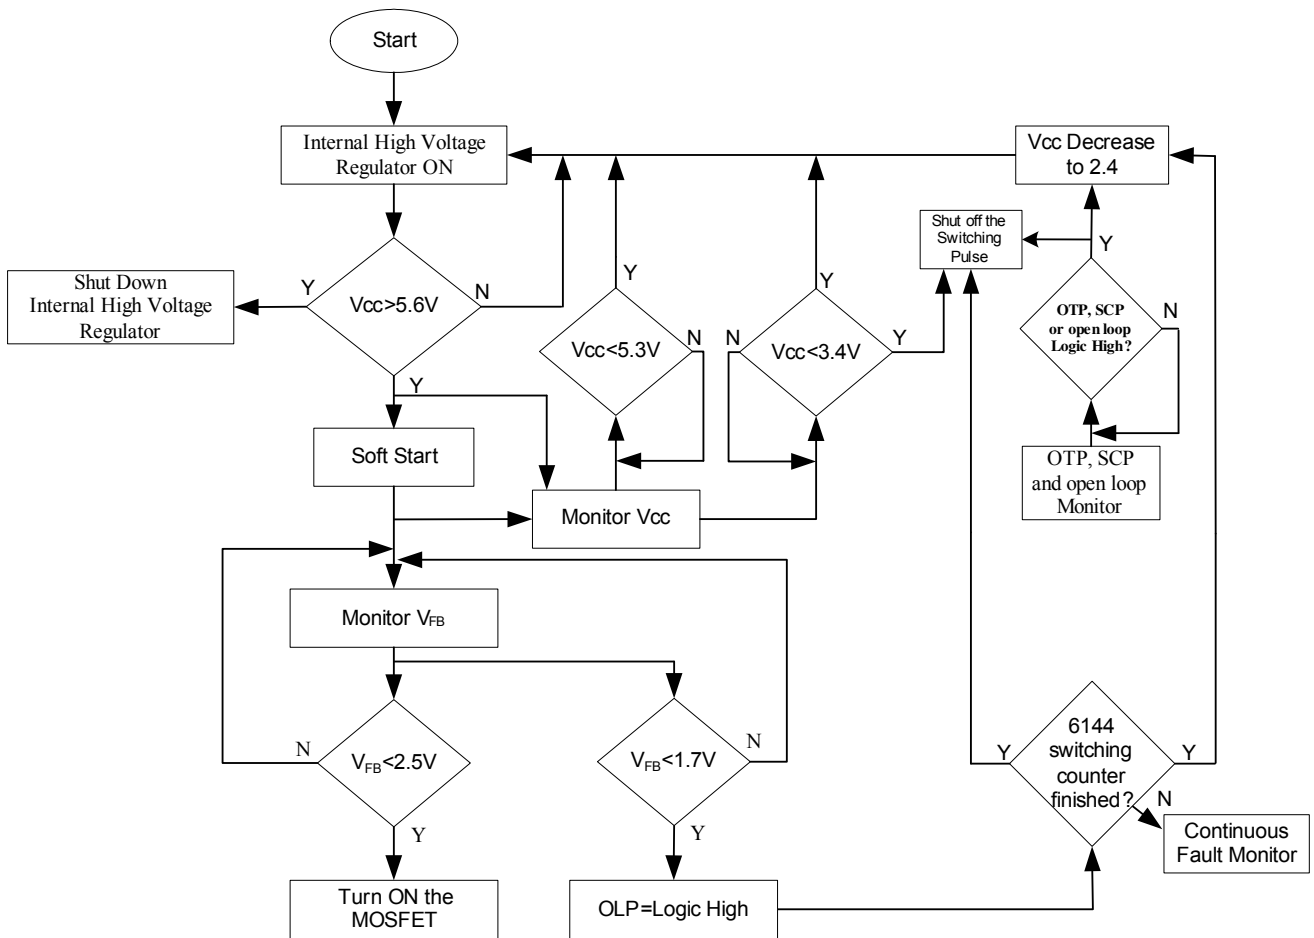 Start
Internal High Voltage
Regulator ON
Vcc Decrease
to 2.4
Shut off the
Switching
Pulse
Y
Shut Down
Internal High Voltage
Regulator
Y
Vcc>5.6V
N
Y
Vcc<5.3V
N
Y
N
Vcc<3.4V
Y
OTP, SCP
or open loop
Logic High?
N
Y
Soft Start
Monitor Vcc
OTP, SCP
and open loop
Monitor
Monitor VFB
N
VFB<2.5V
Y
VFB<1.7V
N
Y
Y
6144
switching
counter
finished?
Y
N
Continuous
Fault Monitor
Turn ON the
MOSFET
OLP=Logic High